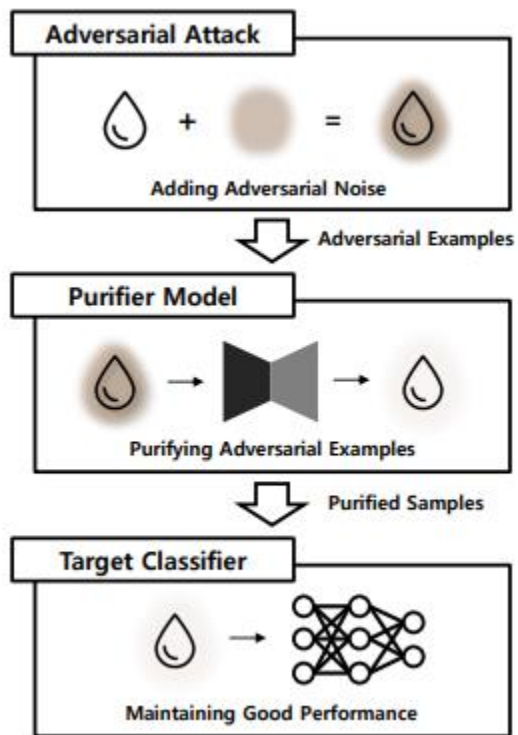 Adversarial Attack
+ =
Adding Adversarial Noise
Adversarial Examples
Purifier Model
Purifying Adversarial Examples
Purified Samples
Target Classifier
Maintaining Good Performance